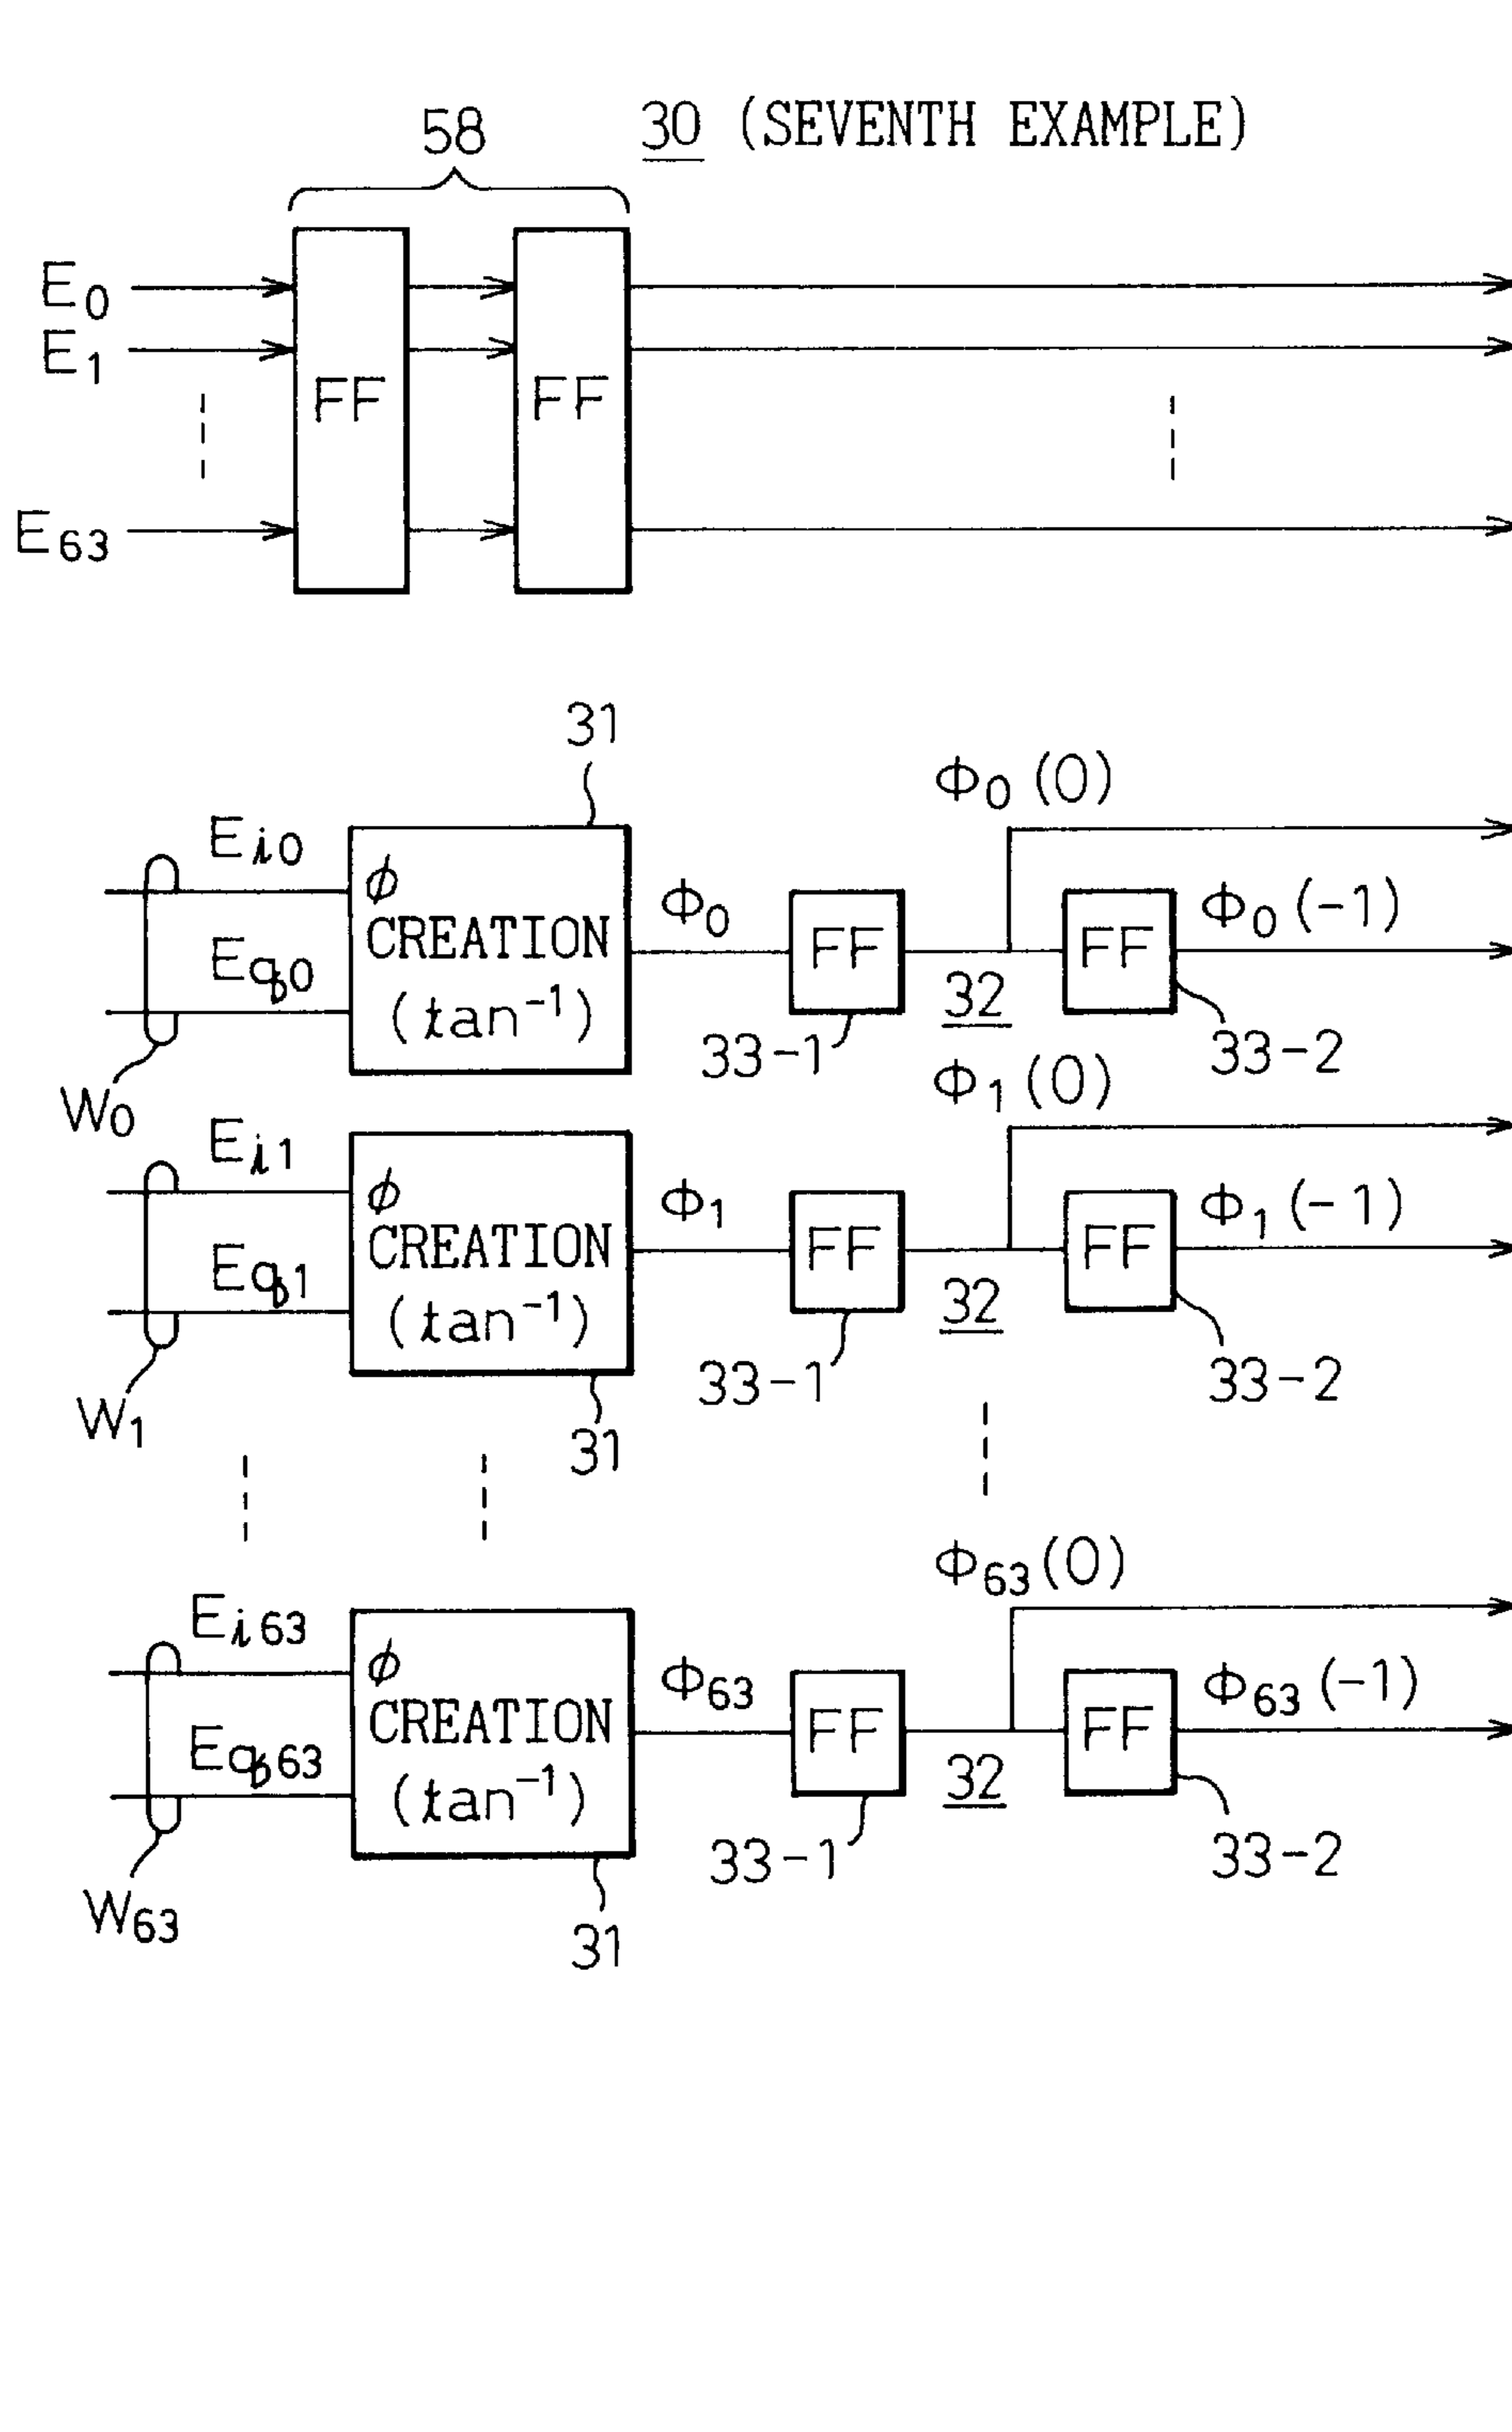 58
30 (SEVENTH EXAMPLE)
E0
E1
FF
FF
E63
31
Φ0 (0)
Ei0
ϕ
CREATION
(tan-1)
Φ0
FF
FF
Φ0 (-1)
Eq0
32
33-1
33-2
W0
Φ1 (0)
Ei1
ϕ
CREATION
(tan-1)
Φ1
FF
FF
Φ1 (-1)
Eq1
32
33-1
33-2
W1
31
Φ63 (0)
Ei63
ϕ
CREATION
(tan-1)
Φ63
FF
FF
Φ63 (-1)
Eq63
32
33-1
33-2
W63
31